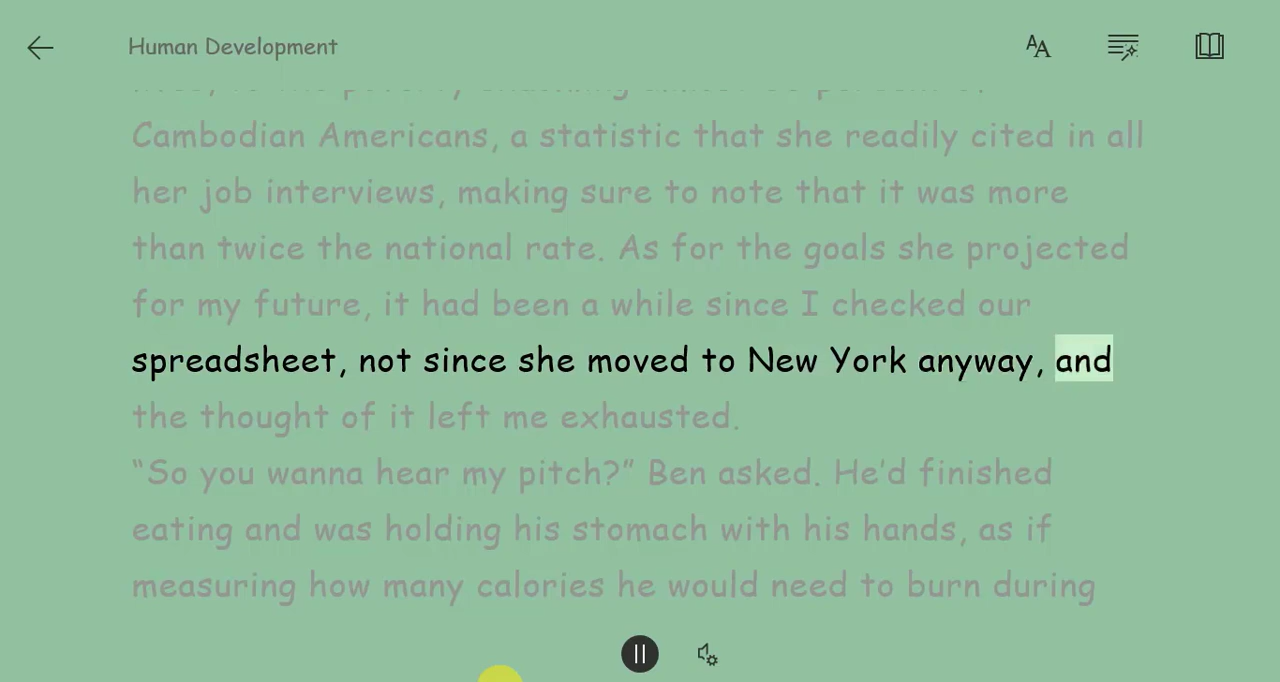 Human Development
Cambodian Americans, a statistic that she readily cited in all
her job interviews, making sure to note that it was more
than twice the national rate. As for the goals she projected
for my future, it had been a while since I checked our
spreadsheet, not since she moved to New York anyway, and
the thought of it left me exhausted.
“So you wanna hear my pitch?” Ben asked. He’d finished
eating and was holding his stomach with his hands, as if
measuring how many calories he would need to burn during